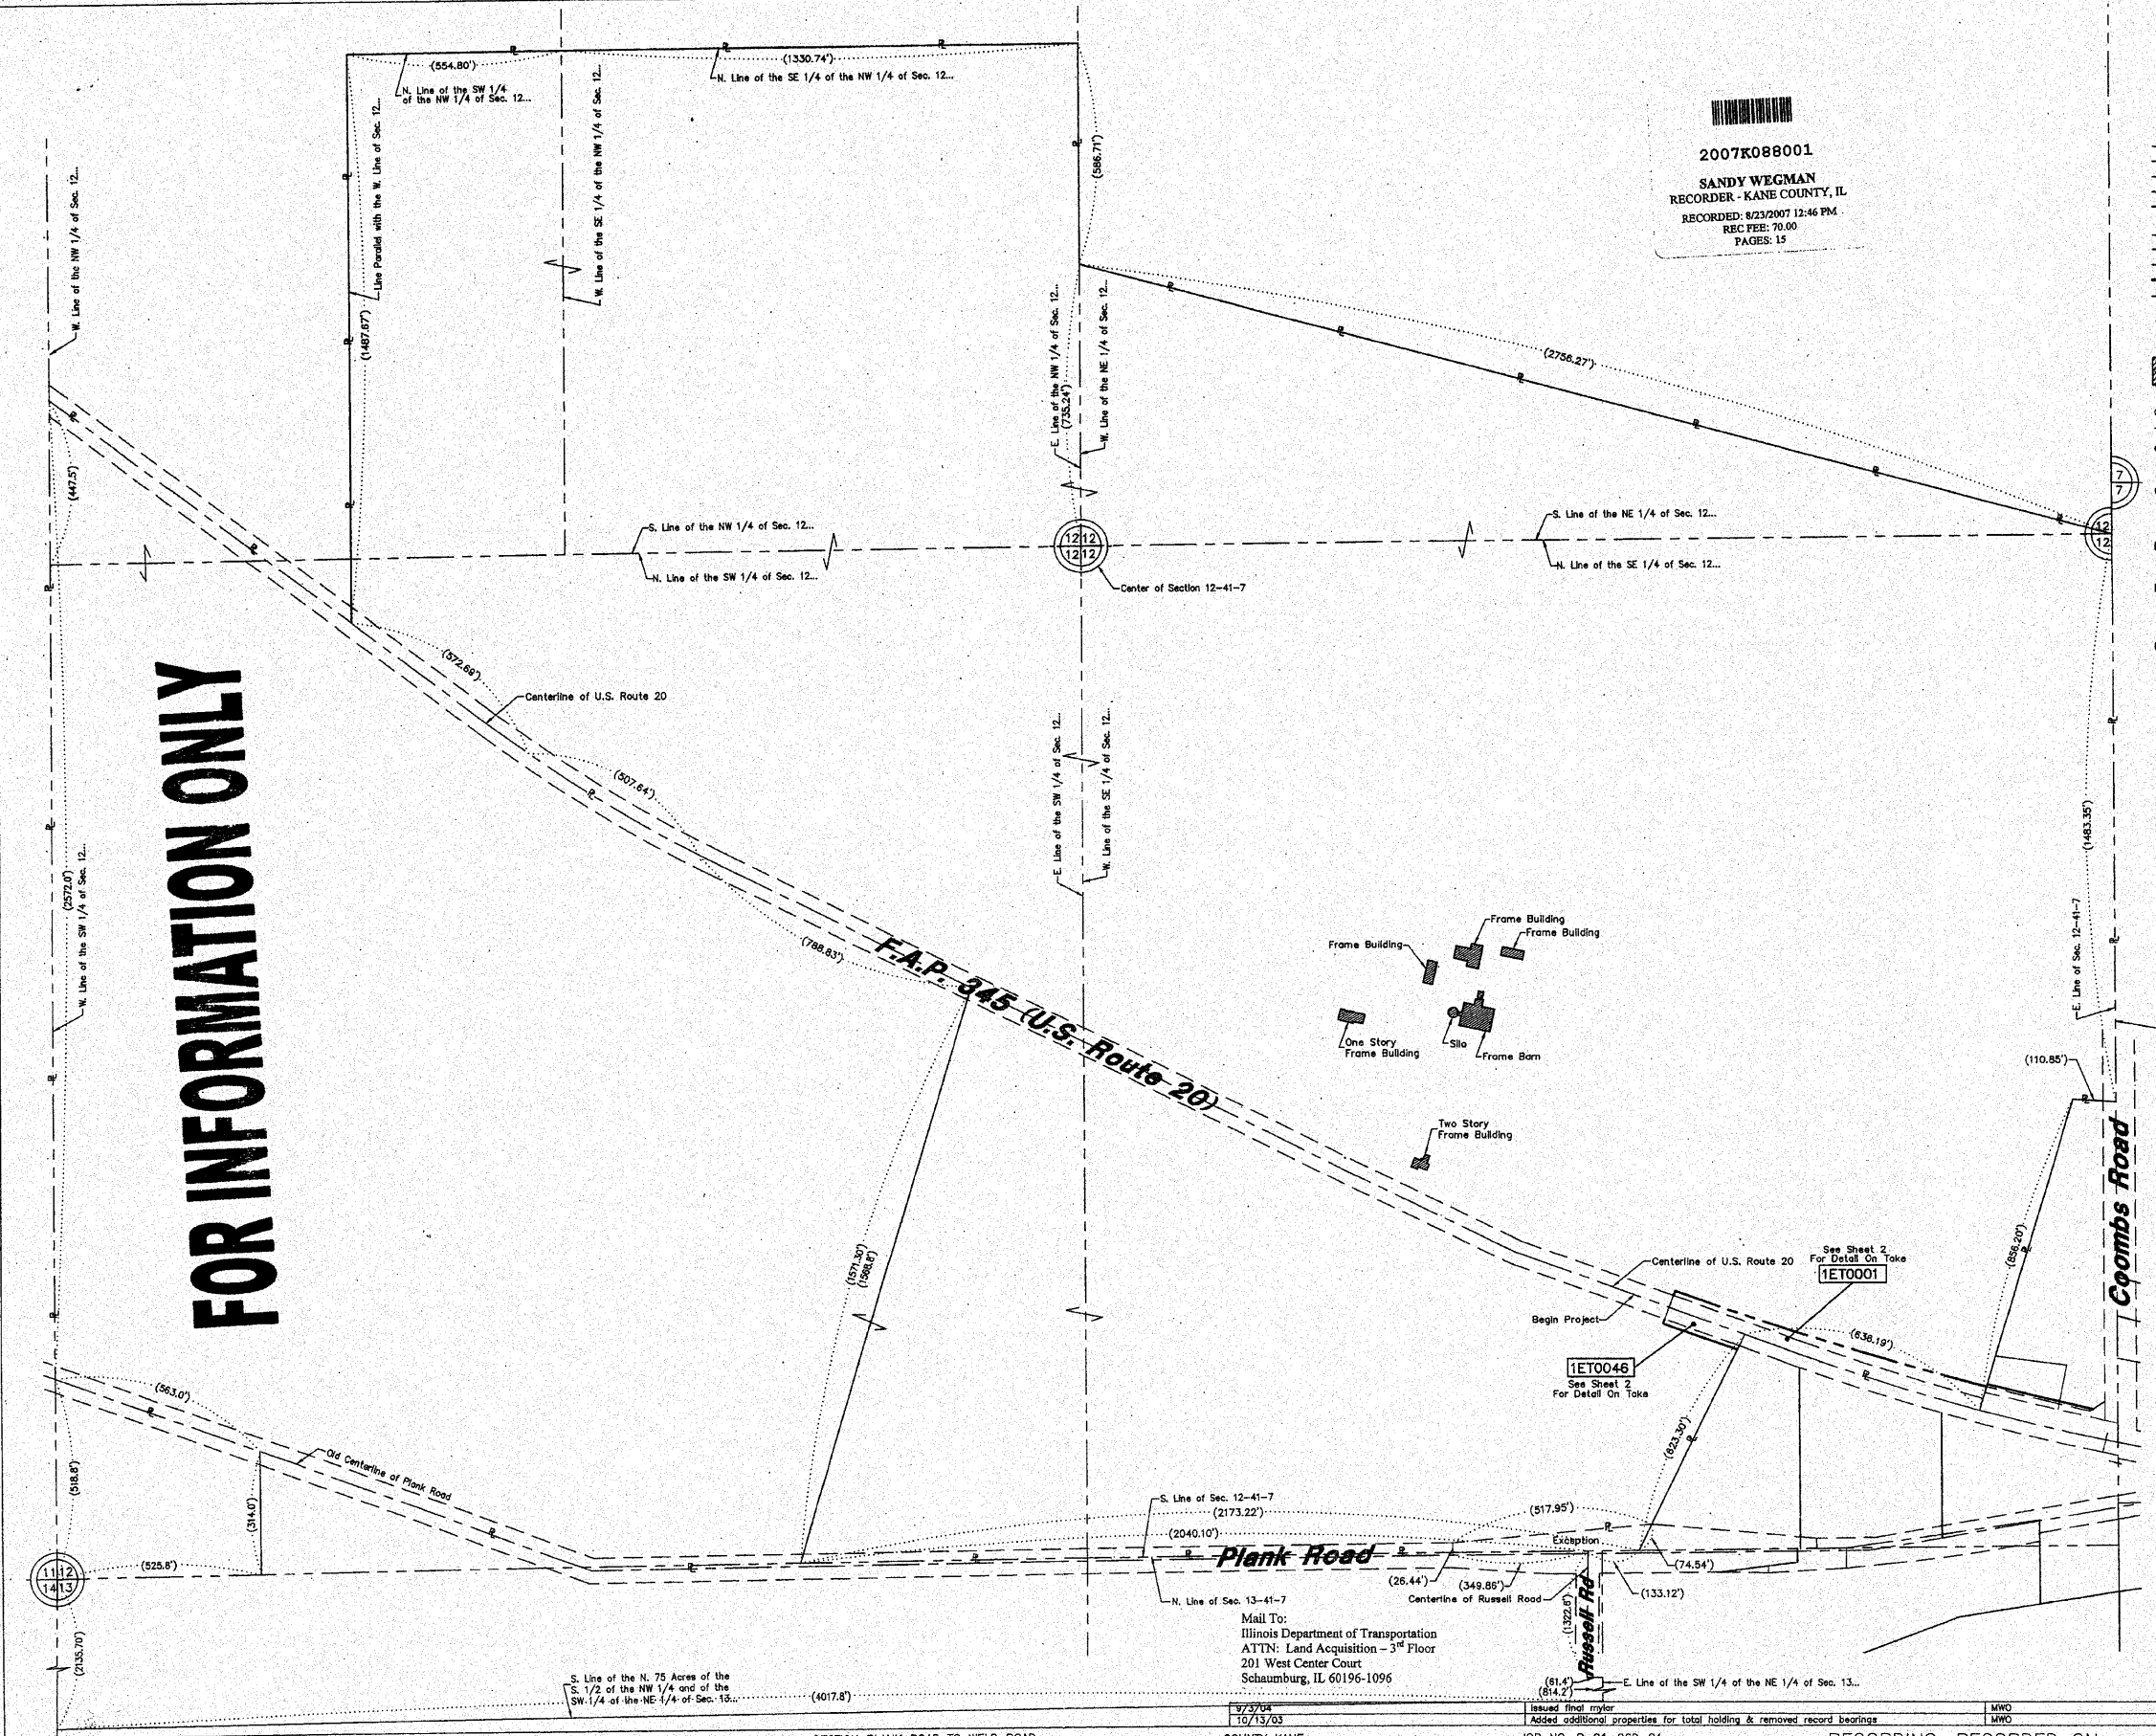 (554.80')
(1330.74')
N. Line of the SW 1/4
of the NW 1/4 of Sec. 12...
N. Line of the SE 1/4 of the NW 1/4 of Sec. 12...
W. Line of the NW 1/4 of Sec. 12...
Line Parallel with the W. Line of Sec. 12...
W. Line of the SE 1/4 of the NW 1/4 of Sec. 12...
(586.71')
2007K088001
SANDY WEGMAN
RECORDER - KANE COUNTY, IL
RECORDED: 8/23/2007 12:46 PM
REC FEE: 70.00
PAGES: 15
(1487.67')
E. Line of the NW 1/4 of Sec. 12...
(735.24')
W. Line of the NE 1/4 of Sec. 12...
(2756.27')
(447.5')
7
7
S. Line of the NW 1/4 of Sec. 12...
N. Line of the SW 1/4 of Sec. 12...
12 12
12 12
Center of Section 12-41-7
S. Line of the NE 1/4 of Sec. 12...
N. Line of the SE 1/4 of Sec. 12...
12
12
FOR INFORMATION ONLY
(572.69')
Centerline of U.S. Route 20
(507.64')
E. Line of the SW 1/4 of Sec. 12...
W. Line of the SE 1/4 of Sec. 12...
(1483.35')
(2572.0')
W. Line of the SW 1/4 of Sec. 12...
(788.83')
F.A.P. 345 (U.S. Route 20)
Frame Building
Frame Building
Frame Building
One Story
Frame Building
Silo
Frame Barn
E. Line of Sec. 12-41-7
(110.85')
Two Story
Frame Building
Coombs Road
(856.20')
(1571.30')
(1568.8')
Centerline of U.S. Route 20
See Sheet 2
For Detail On Take
1ET0001
Begin Project
(638.19')
1ET0046
See Sheet 2
For Detail On Take
(563.0')
Old Centerline of Plank Road
(518.8')
(314.0')
(823.30')
S. Line of Sec. 12-41-7
(2173.22')
(517.95')
(2040.10')
Exception
Plank Road
(74.54')
11 12
14 13
(525.8')
(26.44')
(349.86')
(133.12')
N. Line of Sec. 13-41-7
Centerline of Russell Road
(1322.6')
Russell Rd
Mail To:
Illinois Department of Transportation
ATTN: Land Acquisition – 3rd Floor
201 West Center Court
Schaumburg, IL 60196-1096
(2135.70')
S. Line of the N. 75 Acres of the
S. 1/2 of the NW 1/4 and of the
SW 1/4 of the NE 1/4 of Sec. 13...
(4017.8')
(61.4')
(814.2')
E. Line of the SW 1/4 of the NE 1/4 of Sec. 13...
9/3/04 Issued final mylar MWO
10/13/03 Added additional properties for total holding & removed record bearings MWO